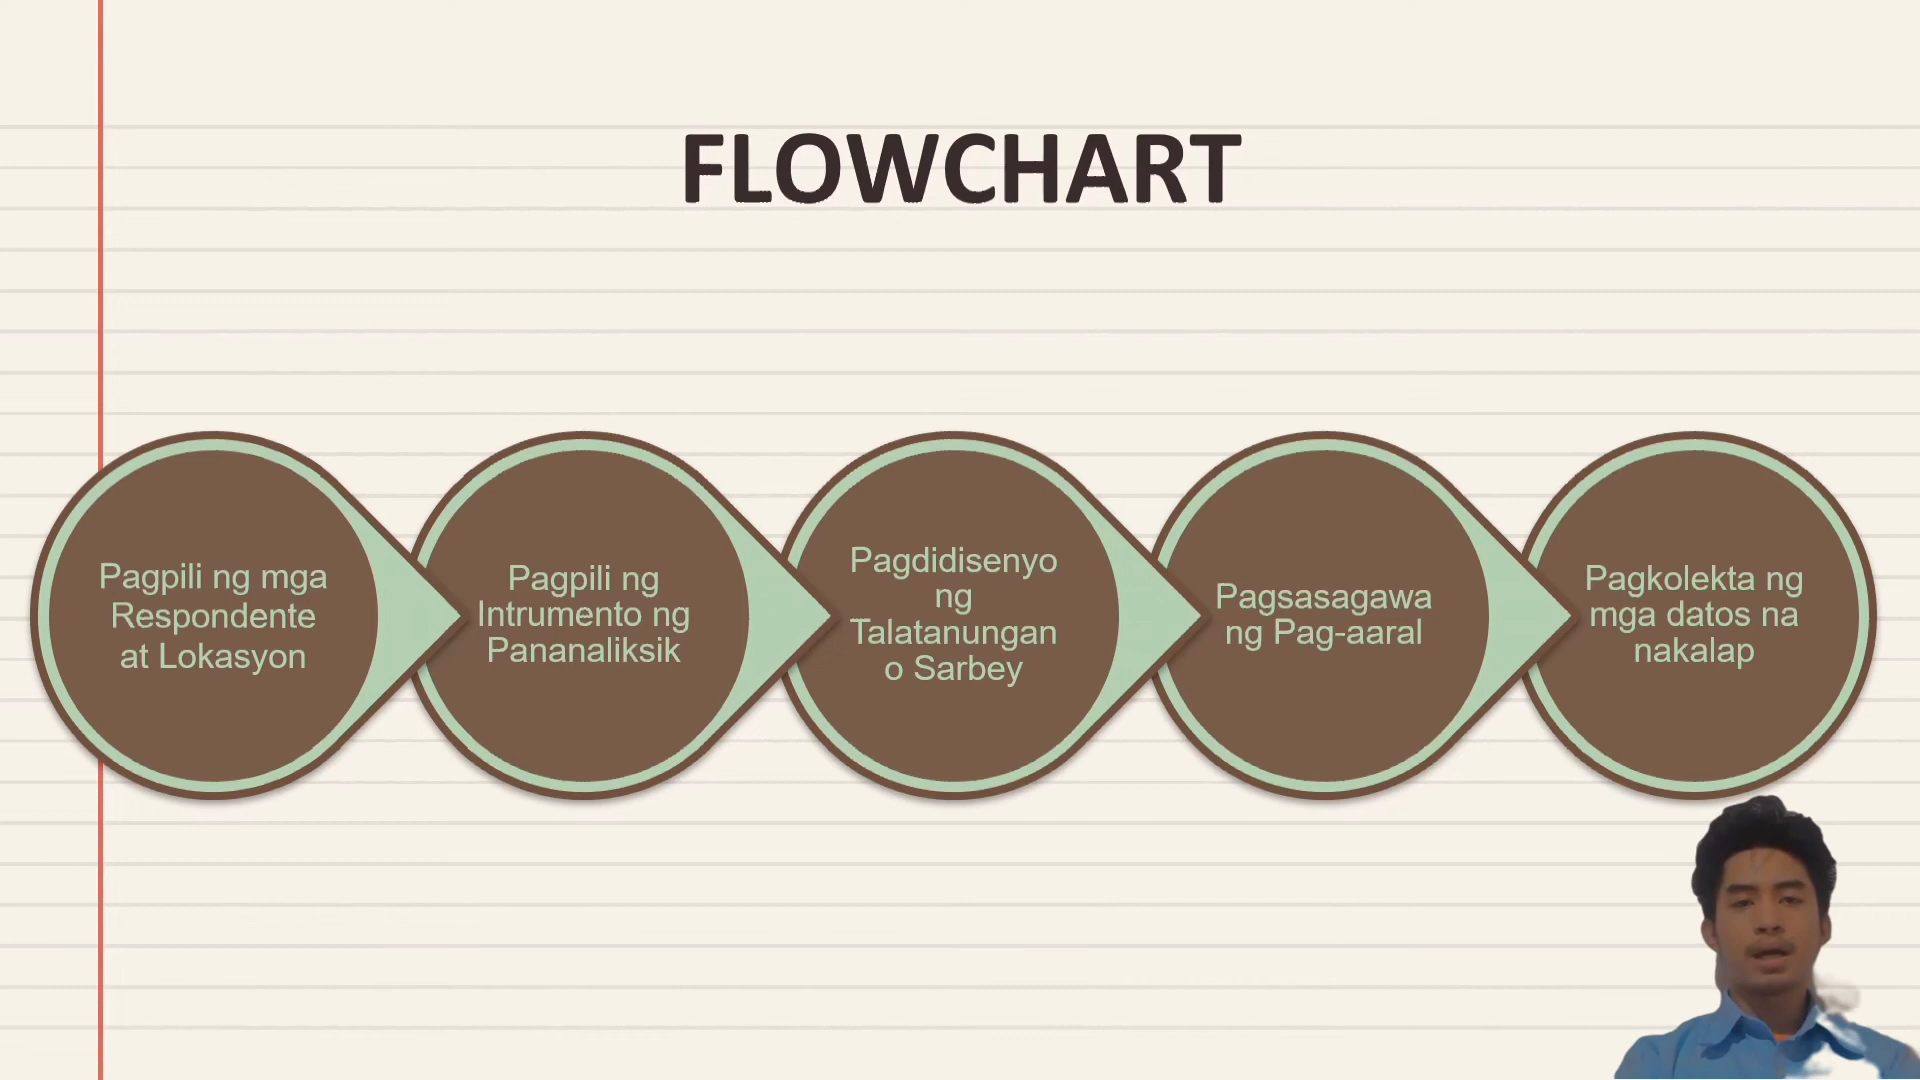 FLOWCHART
Pagpili ng mga
Respondente
at Lokasyon
Pagpili ng
Intrumento ng
Pananaliksik
Pagdidisenyo
ng
Talatanungan
o Sarbey
Pagsasagawa
ng Pag-aaral
Pagkolekta ng
mga datos na
nakalap